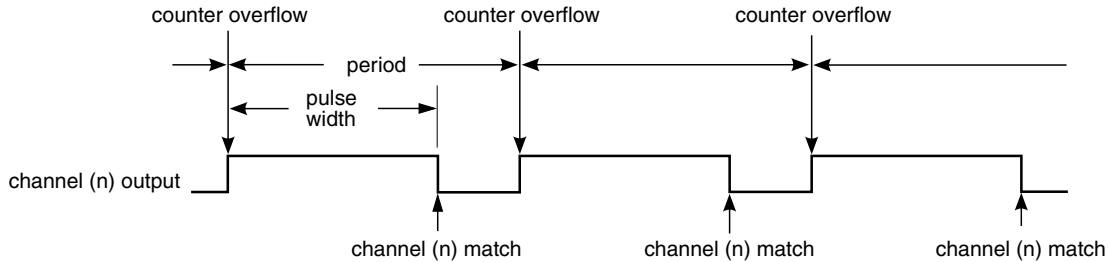 counter overflow
counter overflow
counter overflow
period
pulse
width
channel (n) output
channel (n) match
channel (n) match
channel (n) match